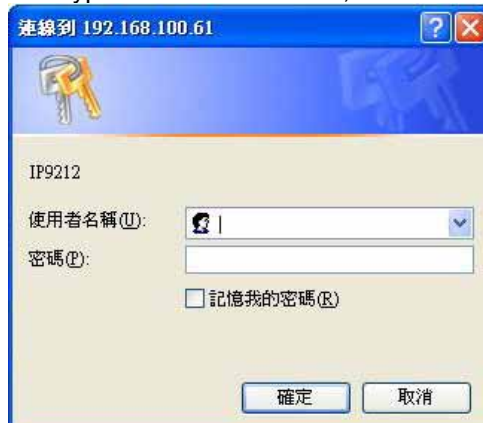 連線到 192.168.100.61
IP9212
使用者名稱(U):
密碼(P):
記憶我的密碼(R)
確定
取消